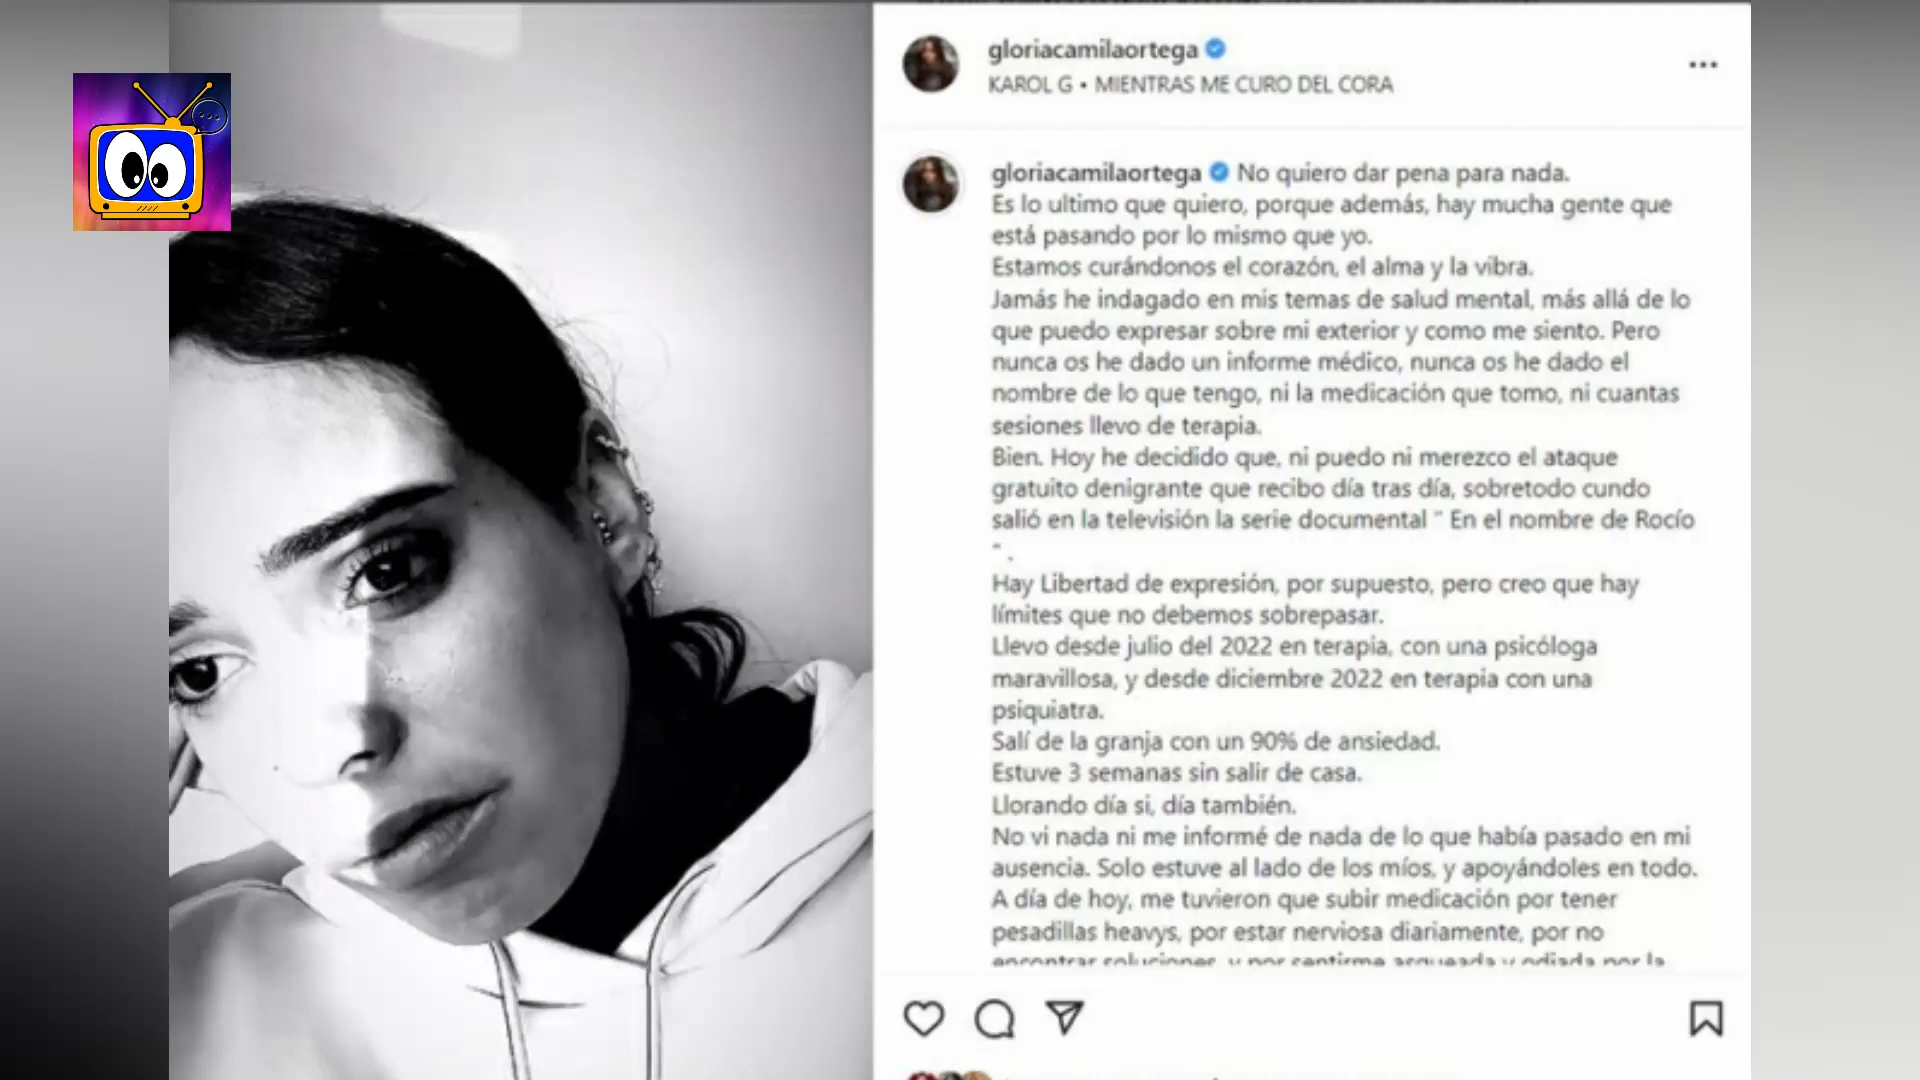 gloriacamilaortega
KAROL G • MIENTRAS ME CURO DEL CORA
gloriacamilaortega No quiero dar pena para nada.
Es lo ultimo que quiero, porque además, hay mucha gente que
está pasando por lo mismo que yo.
Estamos curándonos el corazón, el alma y la vibra.
Jamás he indagado en mis temas de salud mental, más allá de lo
que puedo expresar sobre mi exterior y como me siento. Pero
nunca os he dado un informe médico, nunca os he dado el
nombre de lo que tengo, ni la medicación que tomo, ni cuantas
sesiones llevo de terapia.
Bien. Hoy he decidido que, ni puedo ni merezco el ataque
gratuito denigrante que recibo día tras día, sobretodo cundo
salió en la televisión la serie documental " En el nombre de Rocío
" .
Hay Libertad de expresión, por supuesto, pero creo que hay
límites que no debemos sobrepasar.
Llevo desde julio del 2022 en terapia, con una psicóloga
maravillosa, y desde diciembre 2022 en terapia con una
psiquiatra.
Salí de la granja con un 90% de ansiedad.
Estuve 3 semanas sin salir de casa.
Llorando día si, día también.
No vi nada ni me informé de nada de lo que había pasado en mi
ausencia. Solo estuve al lado de los míos, y apoyándoles en todo.
A día de hoy, me tuvieron que subir medicación por tener
pesadillas heavys, por estar nerviosa diariamente, por no
encontrar soluciones, y por sentirme asqueada y odiada por la